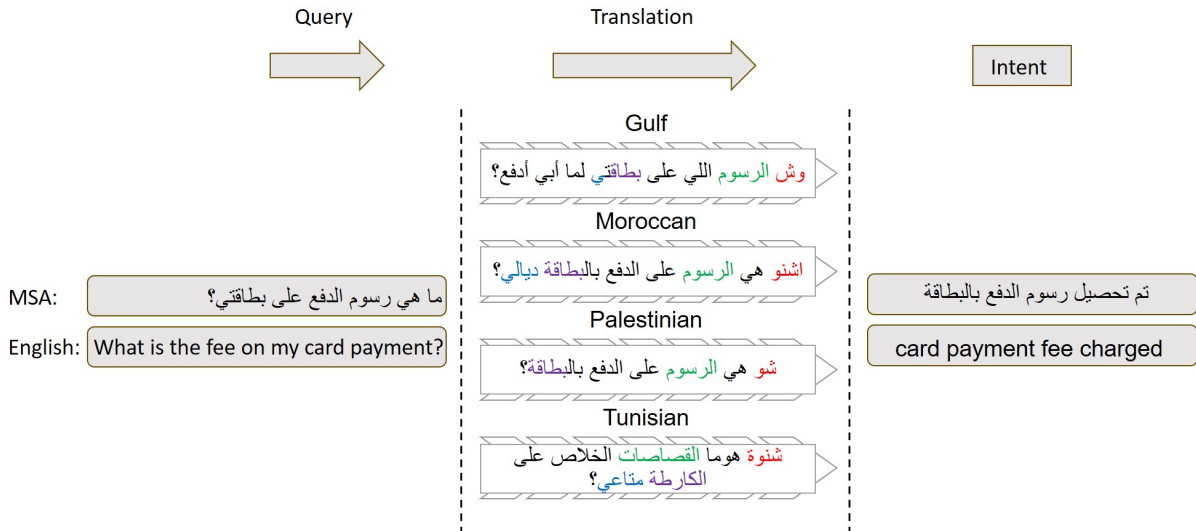 Query
Translation
Intent
Gulf
وش الرسوم اللي على بطاقتي لما أبي أدفع؟
Moroccan
اشنو هي الرسوم على الدفع بالبطاقة ديالي؟
MSA:
ما هي رسوم الدفع على بطاقتي؟
تم تحصيل رسوم الدفع بالبطاقة
Palestinian
English:
What is the fee on my card payment?
card payment fee charged
شو هي الرسوم على الدفع بالبطاقة؟
Tunisian
شنوة هوما القصاصات الخلاص على
الكارطة متاعي؟